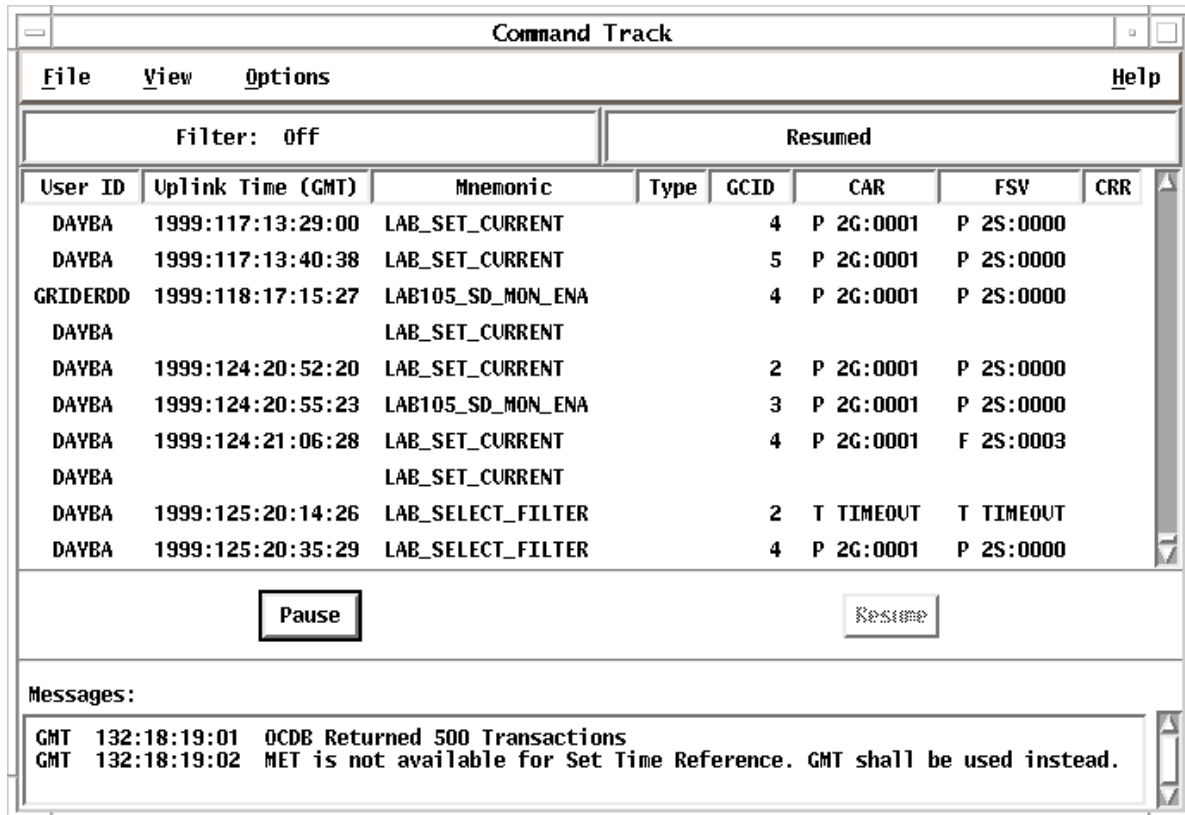 Command Track
File View Options Help
Filter: Off Resumed
User ID Uplink Time (GMT) Mnemonic Type GCID CAR FSV CRR
DAYBA 1999:117:13:29:00 LAB_SET_CURRENT 4 P 2G:0001 P 2S:0000
DAYBA 1999:117:13:40:38 LAB_SET_CURRENT 5 P 2G:0001 P 2S:0000
GRIDERDD 1999:118:17:15:27 LAB105_SD_MON_ENA 4 P 2G:0001 P 2S:0000
DAYBA LAB_SET_CURRENT
DAYBA 1999:124:20:52:20 LAB_SET_CURRENT 2 P 2G:0001 P 2S:0000
DAYBA 1999:124:20:55:23 LAB105_SD_MON_ENA 3 P 2G:0001 P 2S:0000
DAYBA 1999:124:21:06:28 LAB_SET_CURRENT 4 P 2G:0001 F 2S:0003
DAYBA LAB_SET_CURRENT
DAYBA 1999:125:20:14:26 LAB_SELECT_FILTER 2 T TIMEOUT T TIMEOUT
DAYBA 1999:125:20:35:29 LAB_SELECT_FILTER 4 P 2G:0001 P 2S:0000
Pause Resume
Messages:
GMT 132:18:19:01 OCDB Returned 500 Transactions
GMT 132:18:19:02 MET is not available for Set Time Reference. GMT shall be used instead.